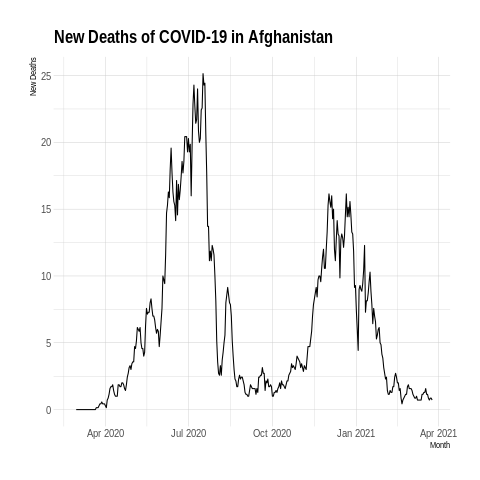 New Deaths of COVID-19 in Afghanistan
New Deaths
25
20
15
10
5
0
Apr 2020
Jul 2020
Oct 2020
Jan 2021
Apr 2021
Month